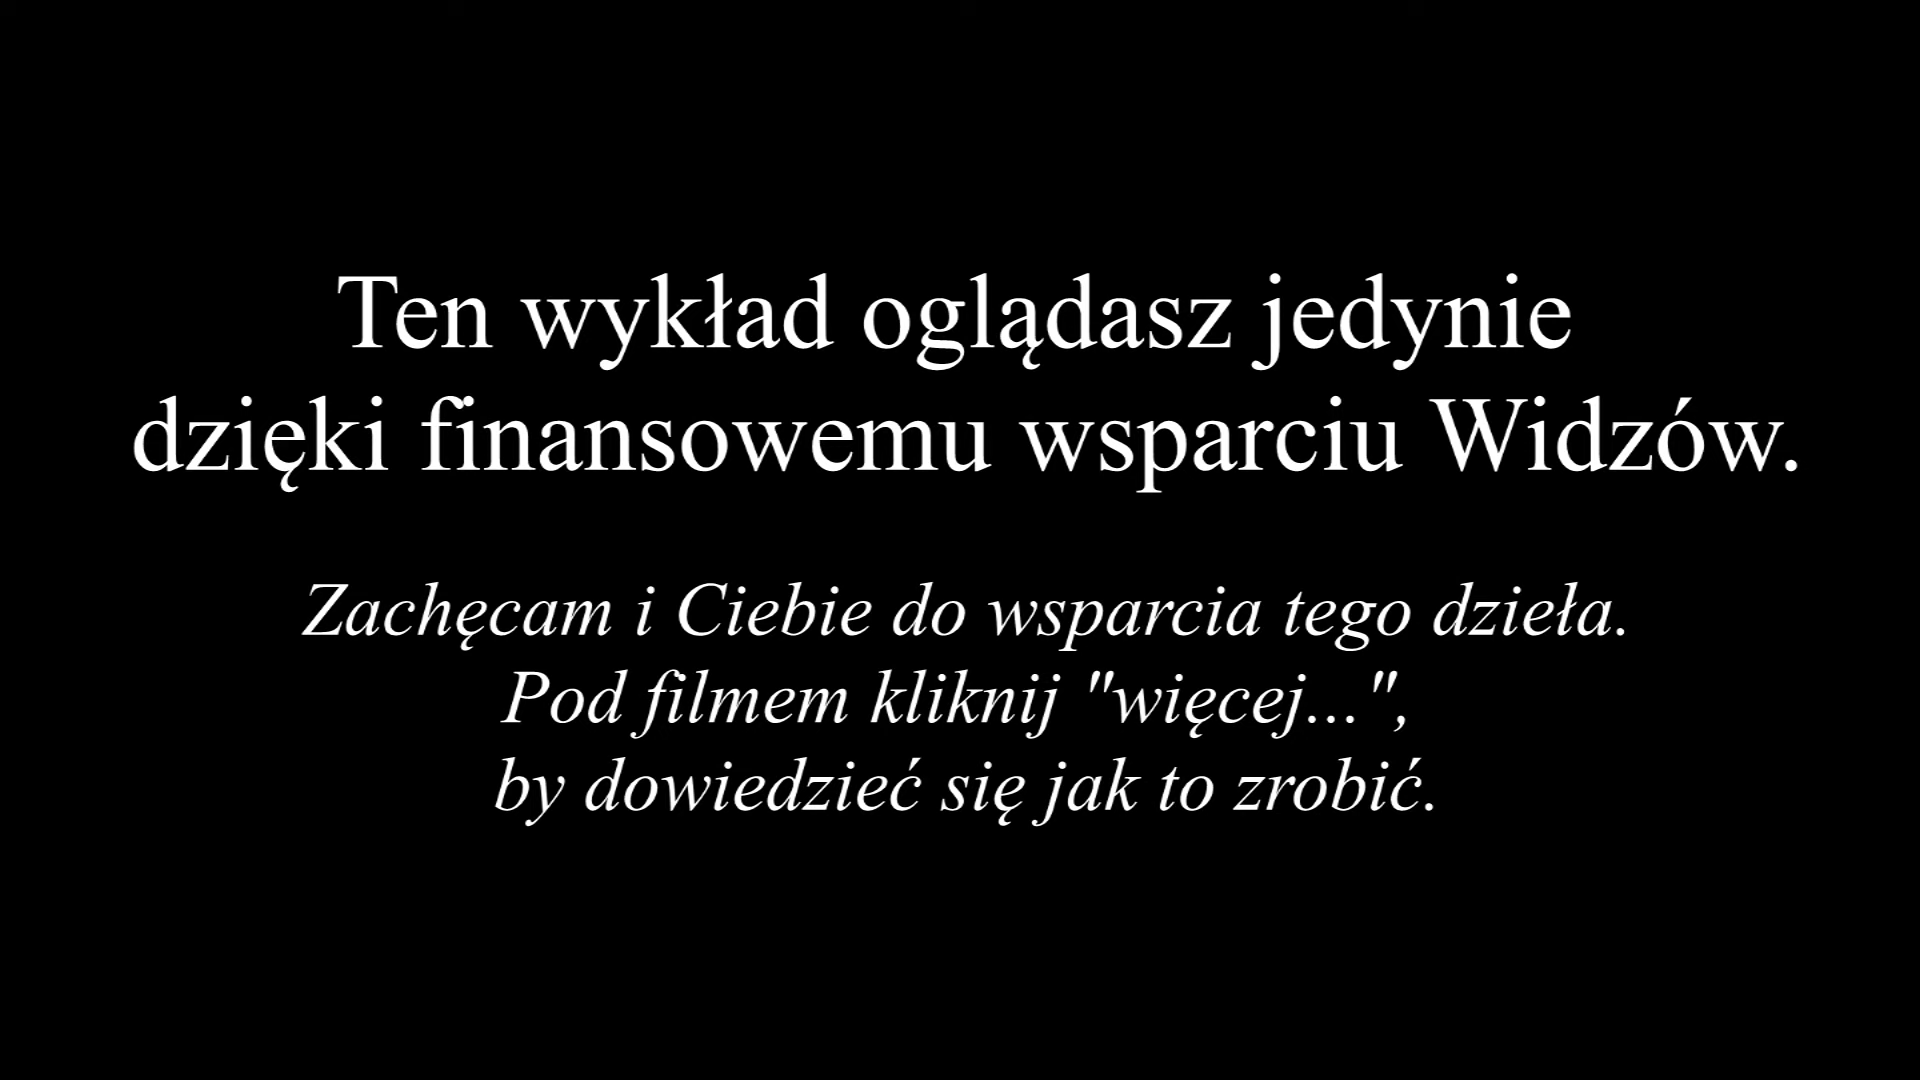 Ten wykład oglądasz jedynie
dzięki finansowemu wsparciu Widzów.
Zachęcam i Ciebie do wsparcia tego dzieła.
Pod filmem kliknij "więcej...",
by dowiedzieć się jak to zrobić.